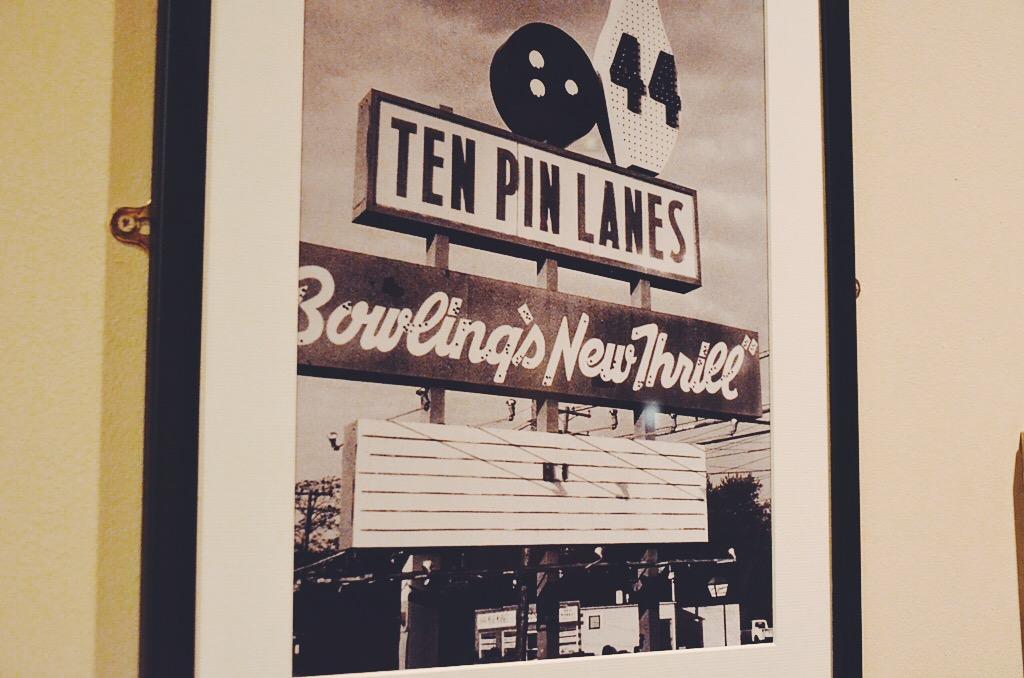 44
TEN PIN LANES
Bowling's New Thrill"